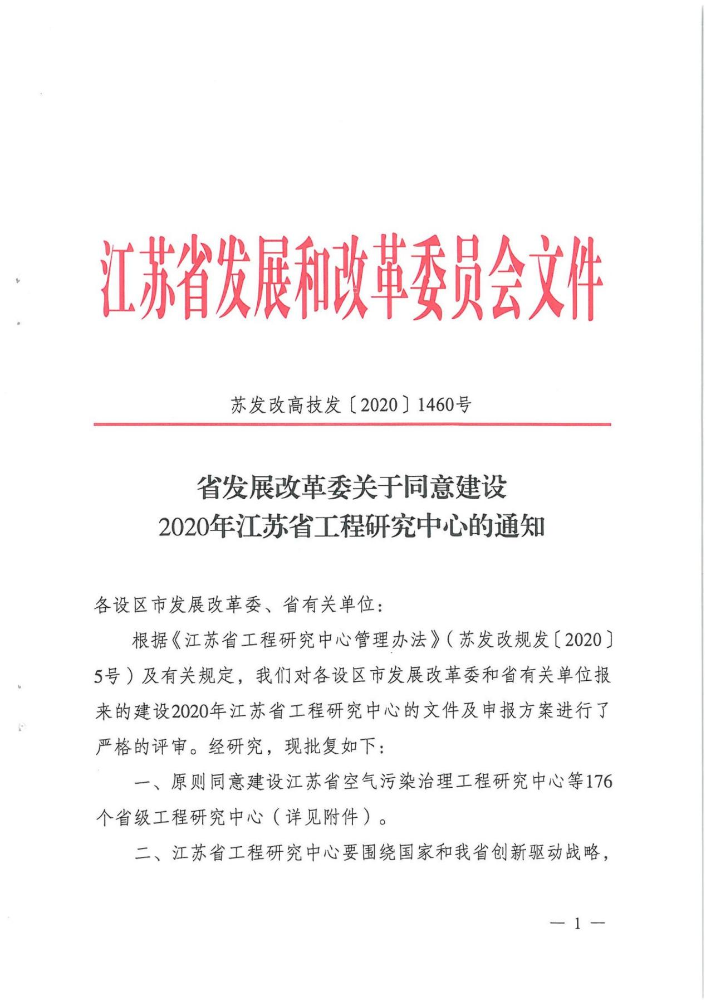 江苏省发展和改革委员会文件
苏发改高技发〔2020〕1460号
省发展改革委关于同意建设
2020年江苏省工程研究中心的通知
各设区市发展改革委、省有关单位：
根据《江苏省工程研究中心管理办法》（苏发改规发〔2020〕
5号）及有关规定，我们对各设区市发展改革委和省有关单位报
来的建设2020年江苏省工程研究中心的文件及申报方案进行了
严格的评审。经研究，现批复如下：
一、原则同意建设江苏省空气污染治理工程研究中心等176
个省级工程研究中心（详见附件）。
二、江苏省工程研究中心要围绕国家和我省创新驱动战略，
— 1 —